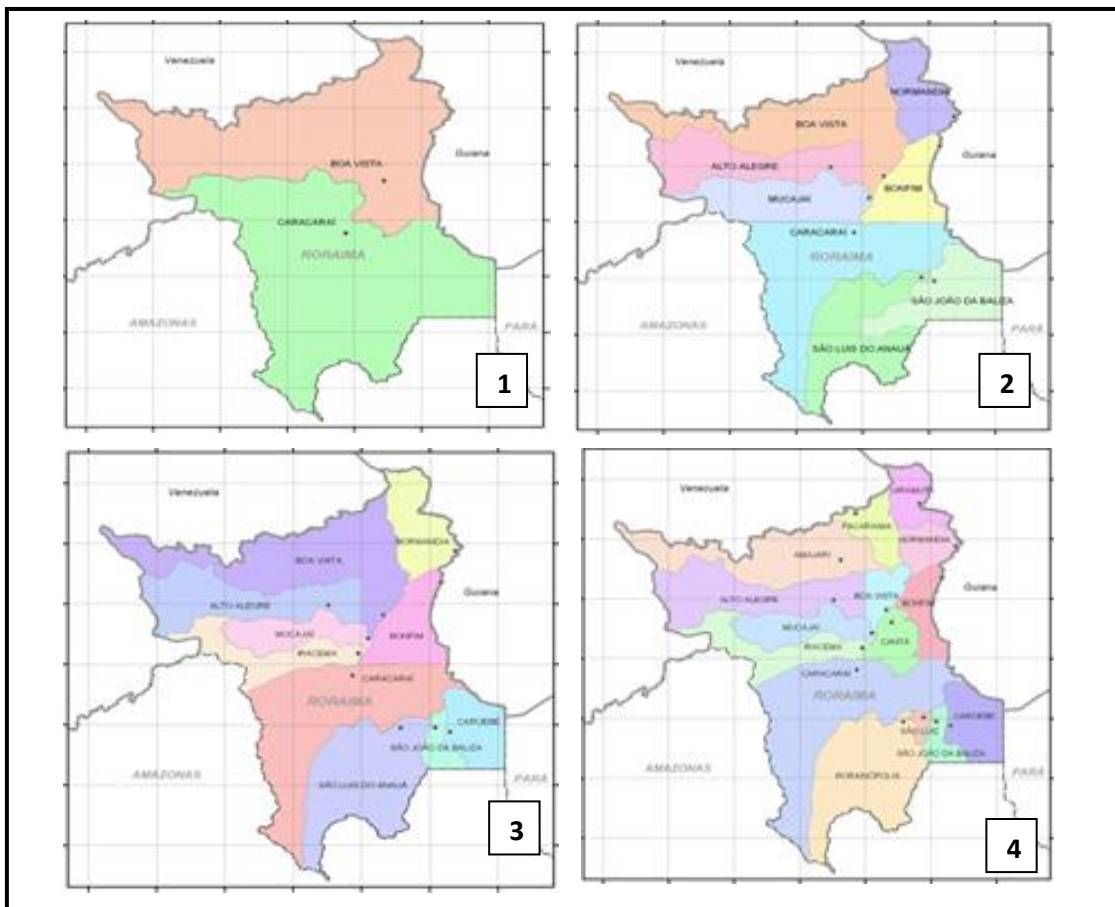 Venezuela
BOA VISTA
Guiana
CARACARAÍ
RORAIMA
AMAZONAS
PARÁ
1
Venezuela
NORMANDIA
BOA VISTA
Guiana
ALTO ALEGRE
BONFIM
MUCAJAÍ
CARACARAÍ
RORAIMA
SÃO JOÃO DA BALIZA
AMAZONAS
PARÁ
SÃO LUIS DO ANAUÁ
2
Venezuela
NORMANDIA
BOA VISTA
Guiana
ALTO ALEGRE
MUCAJAÍ
BONFIM
IRACEMA
CARACARAÍ
RORAIMA
CAROEBE
SÃO JOÃO DA BALIZA
AMAZONAS
PARÁ
SÃO LUIS DO ANAUÁ
3
Venezuela
UIRAMUTÃ
PACARAIMA
NORMANDIA
AMAJARI
Guiana
ALTO ALEGRE
BOA VISTA
BONFIM
MUCAJAÍ
CANTÁ
IRACEMA
CARACARAÍ
RORAIMA
CAROEBE
SÃO LUIZ
SÃO JOÃO DA BALIZA
AMAZONAS
RORAINÓPOLIS
PARÁ
4